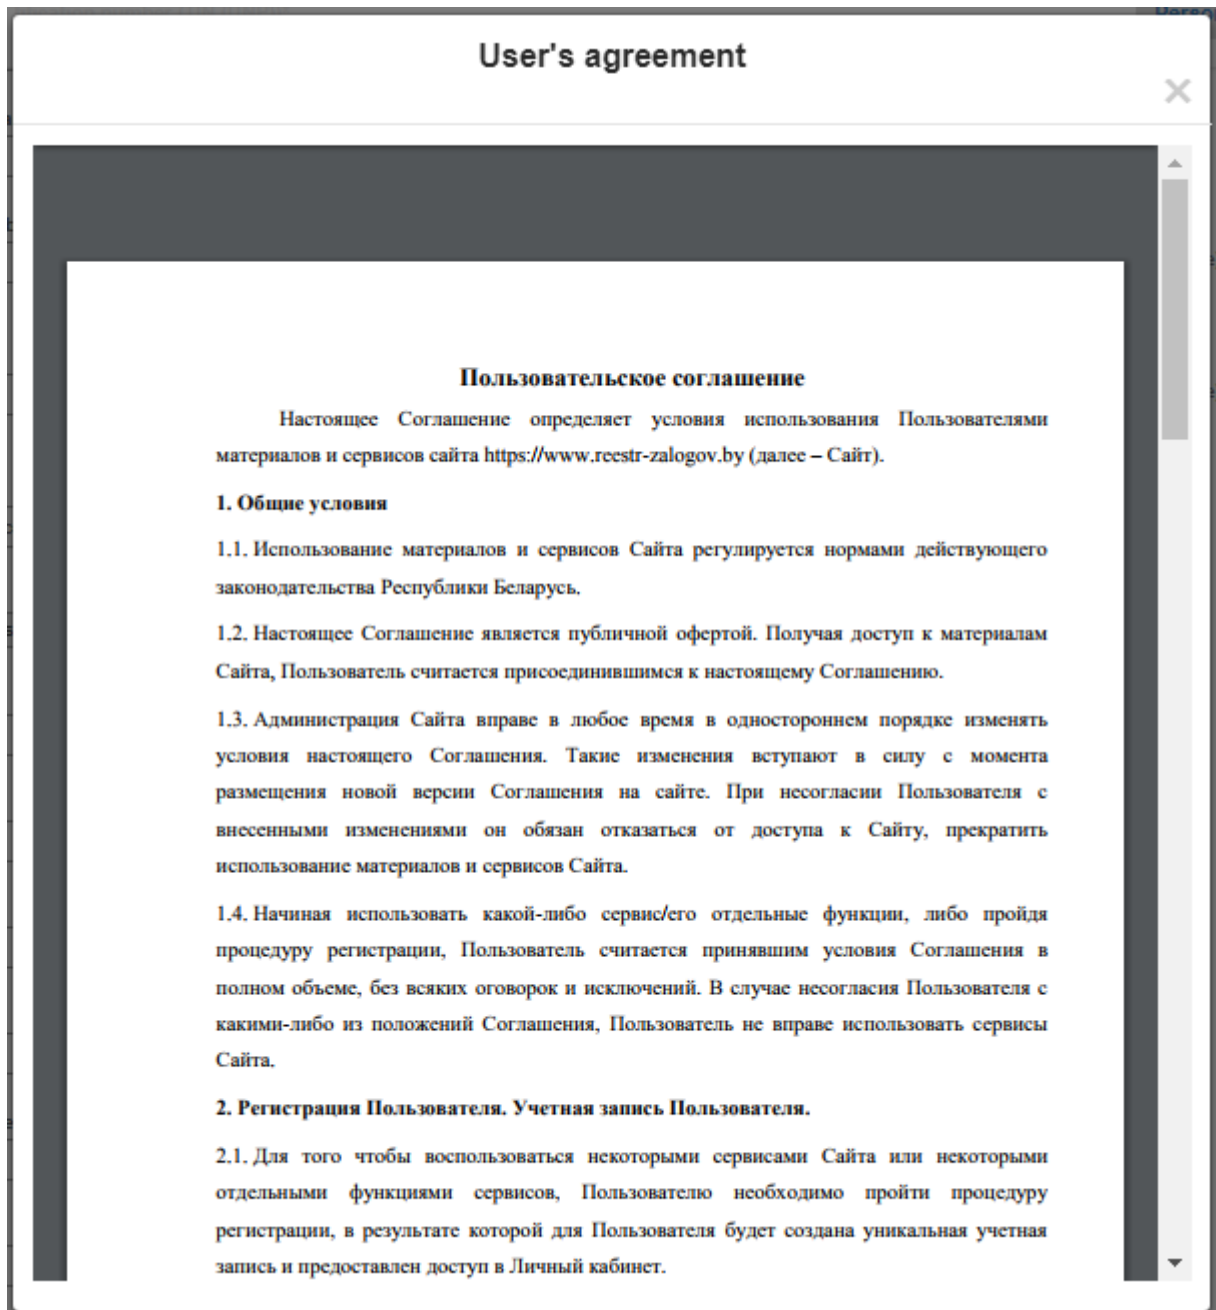 User's agreement
Пользовательское соглашение
Настоящее Соглашение определяет условия использования Пользователями
материалов и сервисов сайта https://www.reestr-zalogov.by (далее – Сайт).
1. Общие условия
1.1. Использование материалов и сервисов Сайта регулируется нормами действующего
законодательства Республики Беларусь.
1.2. Настоящее Соглашение является публичной офертой. Получая доступ к материалам
Сайта, Пользователь считается присоединившимся к настоящему Соглашению.
1.3. Администрация Сайта вправе в любое время в одностороннем порядке изменять
условия настоящего Соглашения. Такие изменения вступают в силу с момента
размещения новой версии Соглашения на сайте. При несогласии Пользователя с
внесенными изменениями он обязан отказаться от доступа к Сайту, прекратить
использование материалов и сервисов Сайта.
1.4. Начиная использовать какой-либо сервис/его отдельные функции, либо пройдя
процедуру регистрации, Пользователь считается принявшим условия Соглашения в
полном объеме, без всяких оговорок и исключений. В случае несогласия Пользователя с
какими-либо из положений Соглашения, Пользователь не вправе использовать сервисы
Сайта.
2. Регистрация Пользователя. Учетная запись Пользователя.
2.1. Для того чтобы воспользоваться некоторыми сервисами Сайта или некоторыми
отдельными функциями сервисов, Пользователю необходимо пройти процедуру
регистрации, в результате которой для Пользователя будет создана уникальная учетная
запись и предоставлен доступ в Личный кабинет.